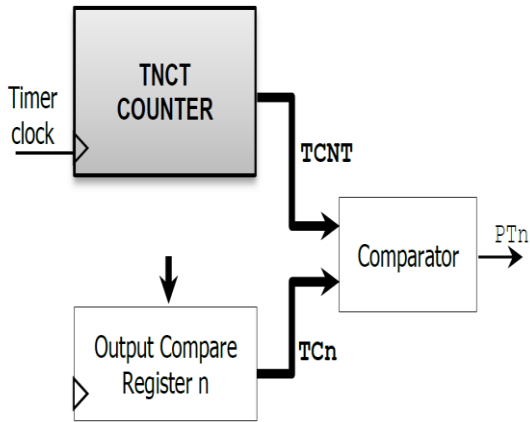 TNCT
COUNTER
Timer
clock
TCNT
PTn
Comparator
TCn
Output Compare
Register n